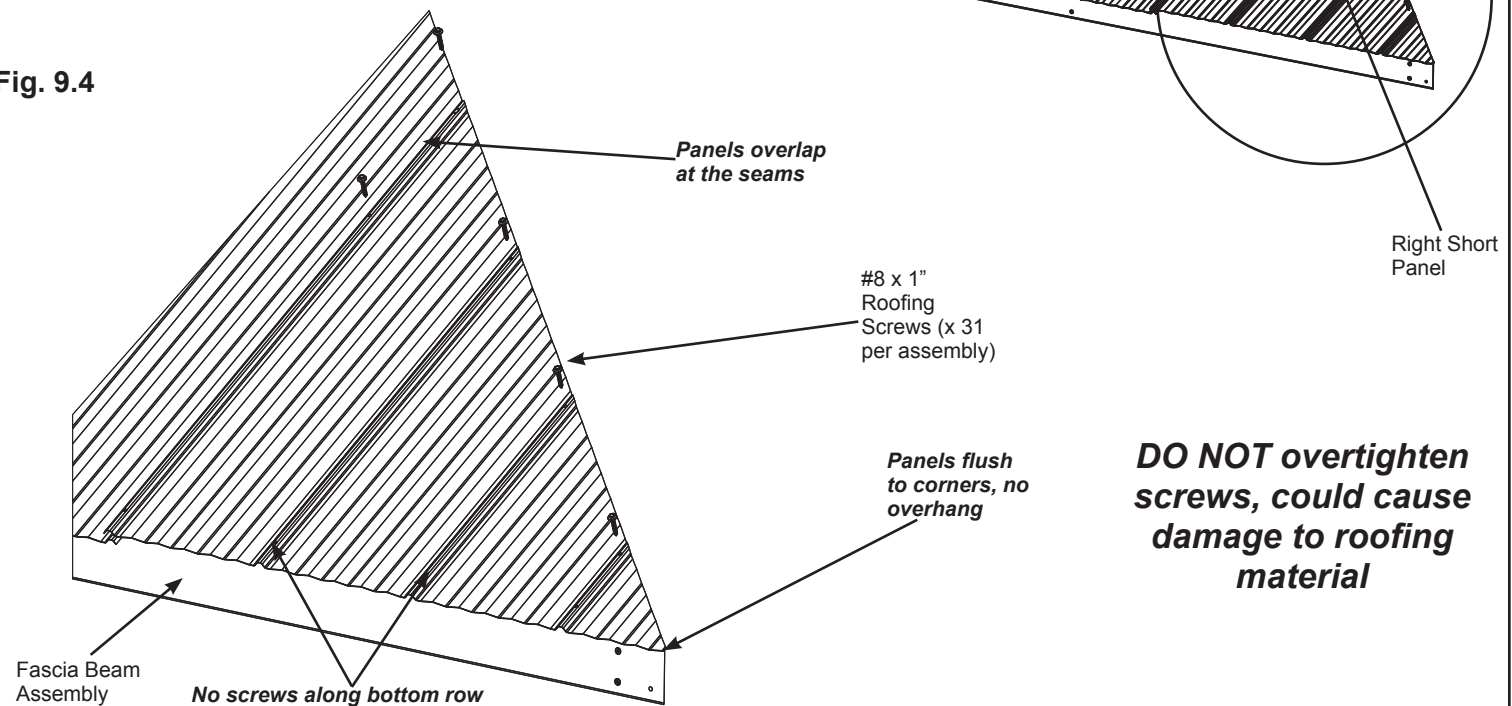 Fig. 9.4
Panels overlap
at the seams
Right Short
Panel
#8 x 1”
Roofing
Screws (x 31
per assembly)
Panels flush
to corners, no
overhang
DO NOT overtighten
screws, could cause
damage to roofing
material
Fascia Beam
Assembly
No screws along bottom row